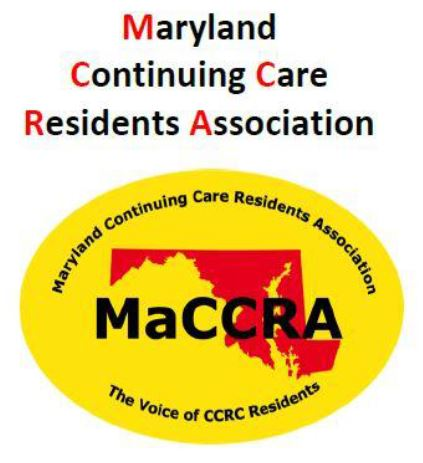 Maryland
Continuing Care
Residents Association
Maryland Continuing Care Residents Association
MaCCRA
The Voice of CCRC Residents